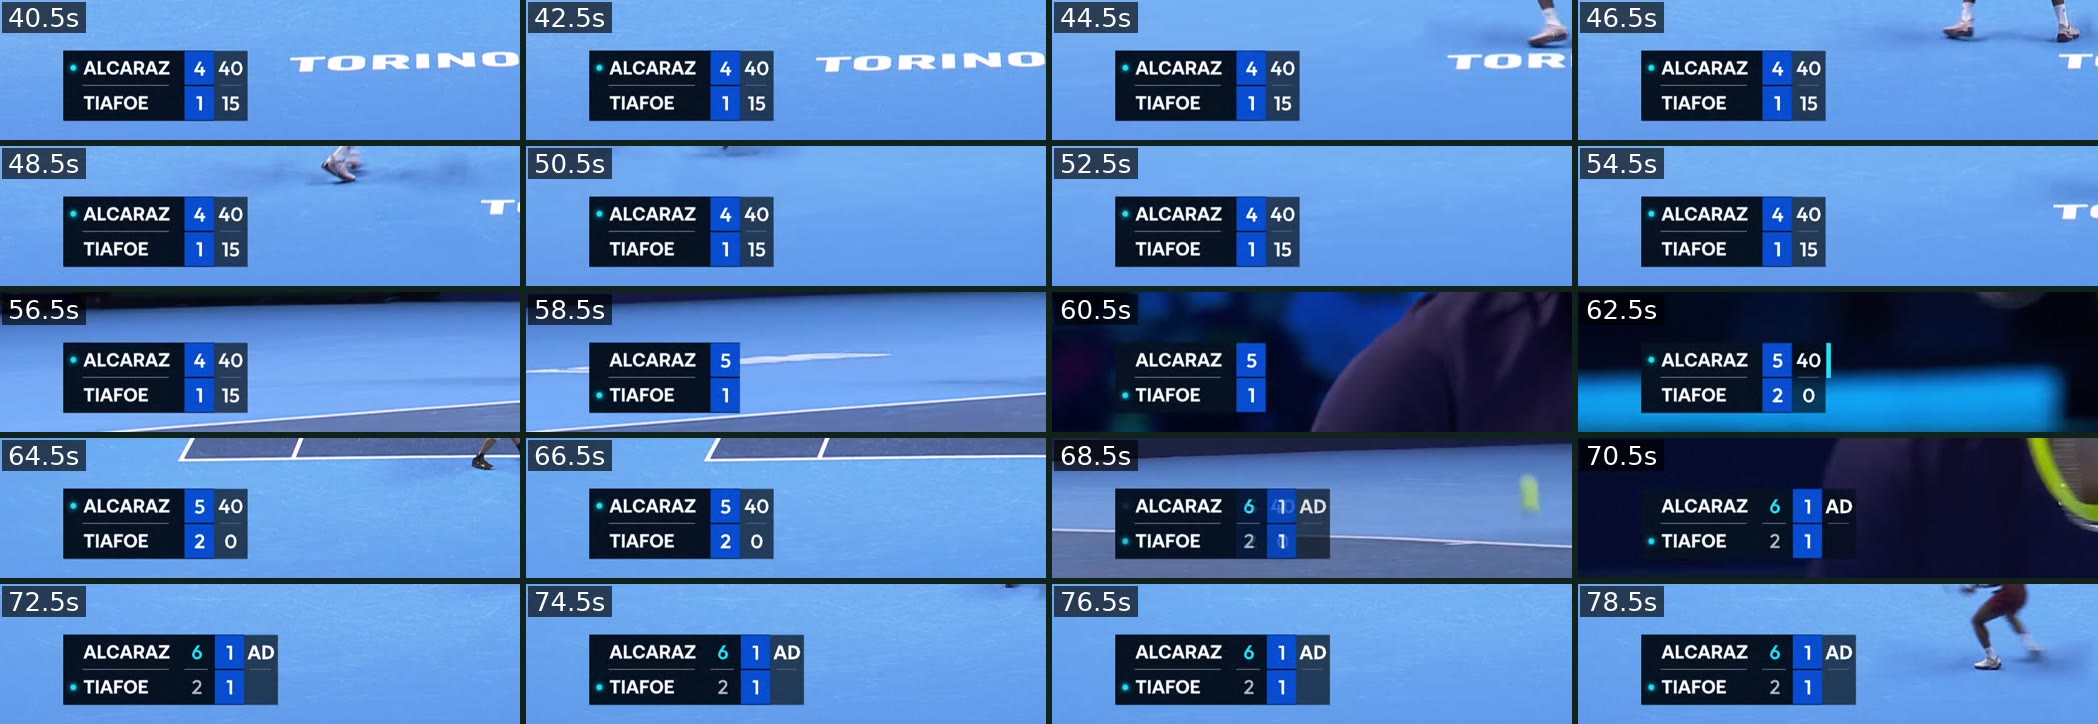 40.5s
ALCARAZ 4 40
TIAFOE 1 15
TORINO
42.5s
ALCARAZ 4 40
TIAFOE 1 15
TORINO
44.5s
ALCARAZ 4 40
TIAFOE 1 15
TOR
46.5s
ALCARAZ 4 40
TIAFOE 1 15
T
48.5s
ALCARAZ 4 40
TIAFOE 1 15
T
50.5s
ALCARAZ 4 40
TIAFOE 1 15
52.5s
ALCARAZ 4 40
TIAFOE 1 15
54.5s
ALCARAZ 4 40
TIAFOE 1 15
TO
56.5s
ALCARAZ 4 40
TIAFOE 1 15
58.5s
ALCARAZ 5
TIAFOE 1
60.5s
ALCARAZ 5
TIAFOE 1
62.5s
ALCARAZ 5 40
TIAFOE 2 0
64.5s
ALCARAZ 5 40
TIAFOE 2 0
66.5s
ALCARAZ 5 40
TIAFOE 2 0
68.5s
ALCARAZ 6 1 AD
TIAFOE 2 1
70.5s
ALCARAZ 6 1 AD
TIAFOE 2 1
72.5s
ALCARAZ 6 1 AD
TIAFOE 2 1
74.5s
ALCARAZ 6 1 AD
TIAFOE 2 1
76.5s
ALCARAZ 6 1 AD
TIAFOE 2 1
78.5s
ALCARAZ 6 1 AD
TIAFOE 2 1